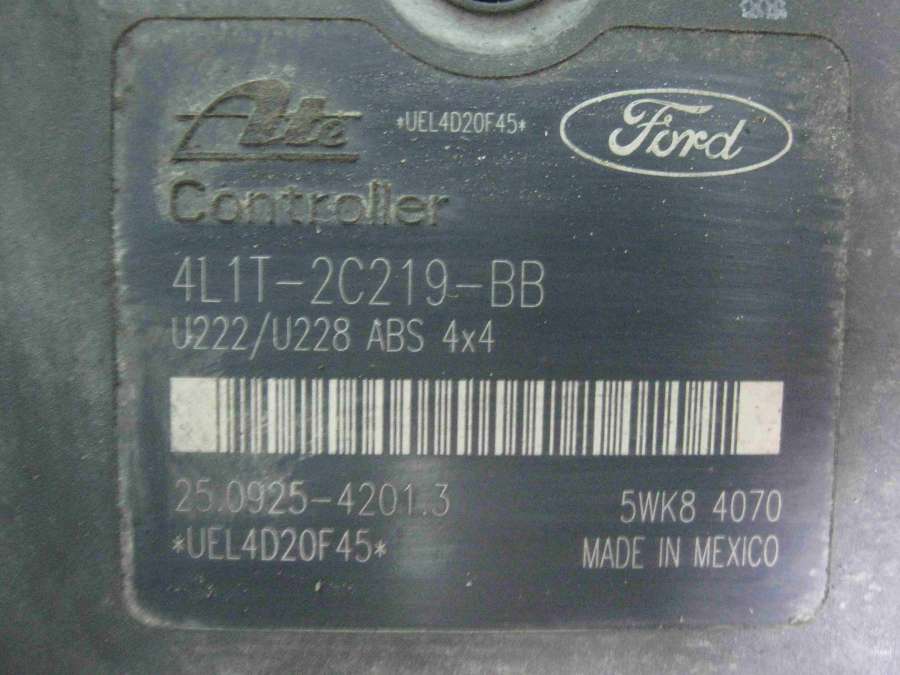 Ate
*UEL4D20F45*
Ford
Controller
4L1T-2C219-BB
U222/U228 ABS 4x4
25.0925-4201.3
5WK8 4070
*UEL4D20F45*
MADE IN MEXICO